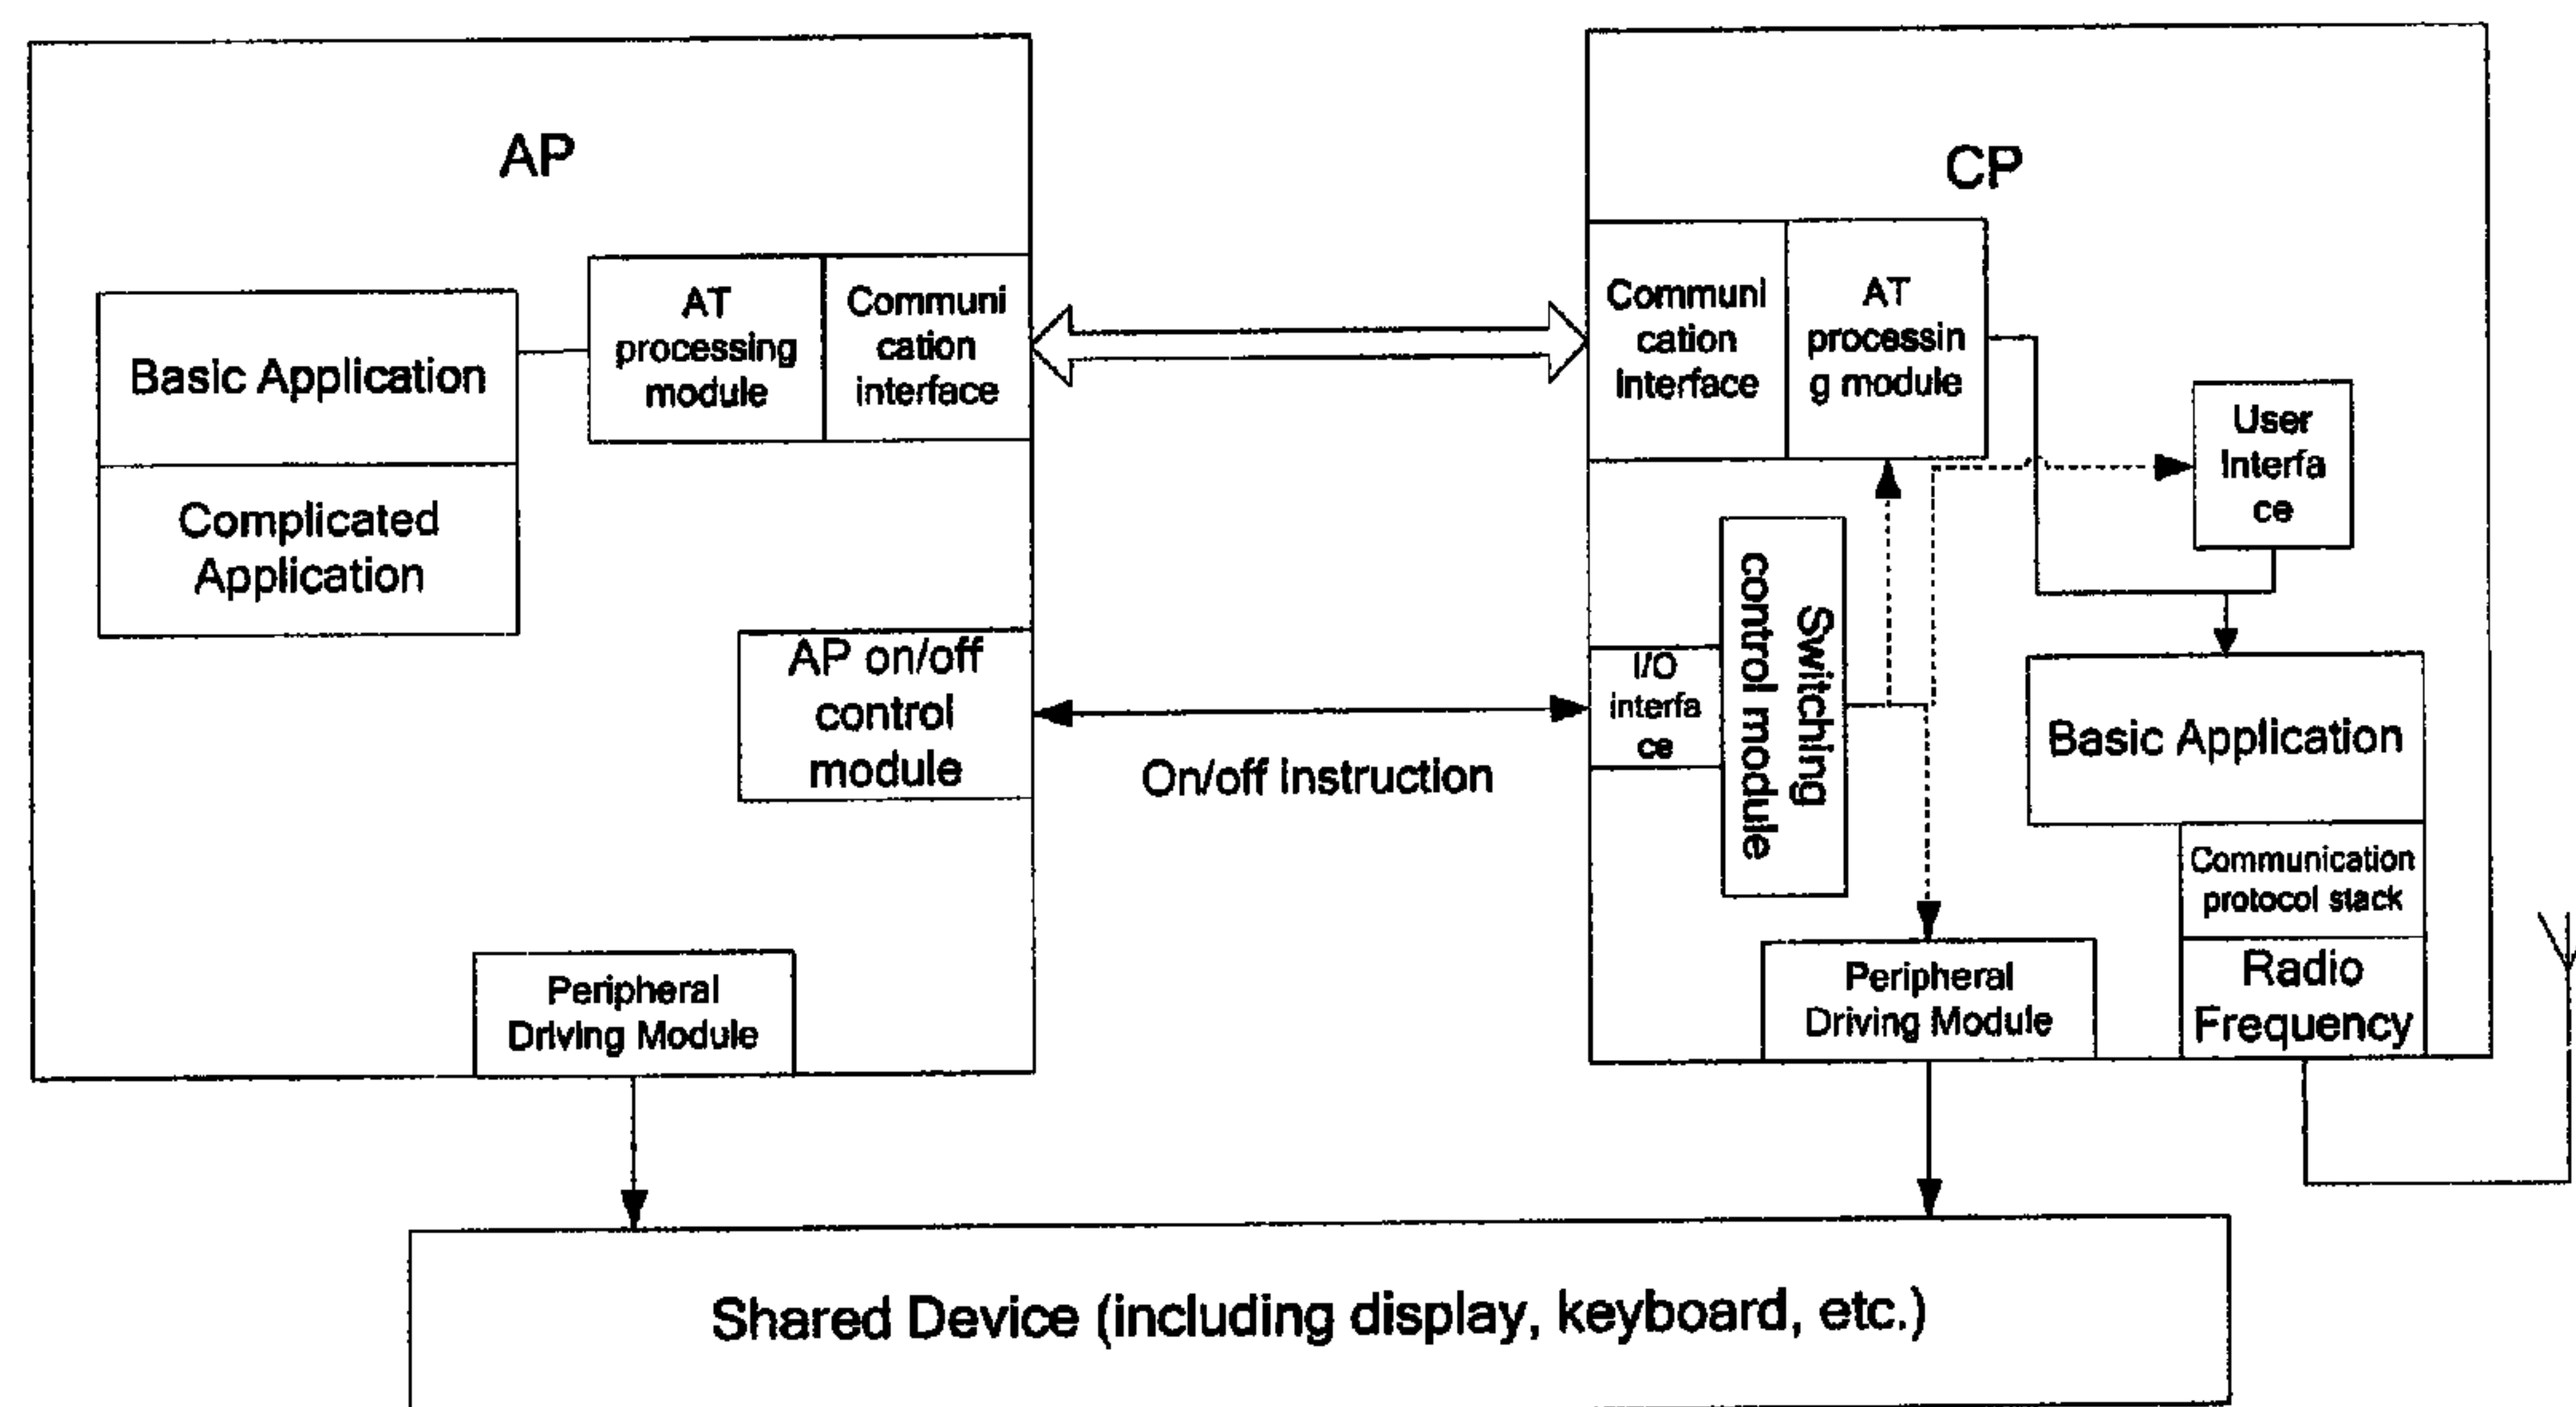 AP
Basic Application
Complicated
Application
AT
processing
module
Communi
cation
interface
AP on/off
control
module
Peripheral
Driving Module
On/off instruction
CP
Communi
cation
interface
AT
processin
g module
User
Interfa
ce
I/O
interfa
ce
Switching
control module
Basic Application
Communication
protocol stack
Radio
Frequency
Peripheral
Driving Module
Shared Device (including display, keyboard, etc.)